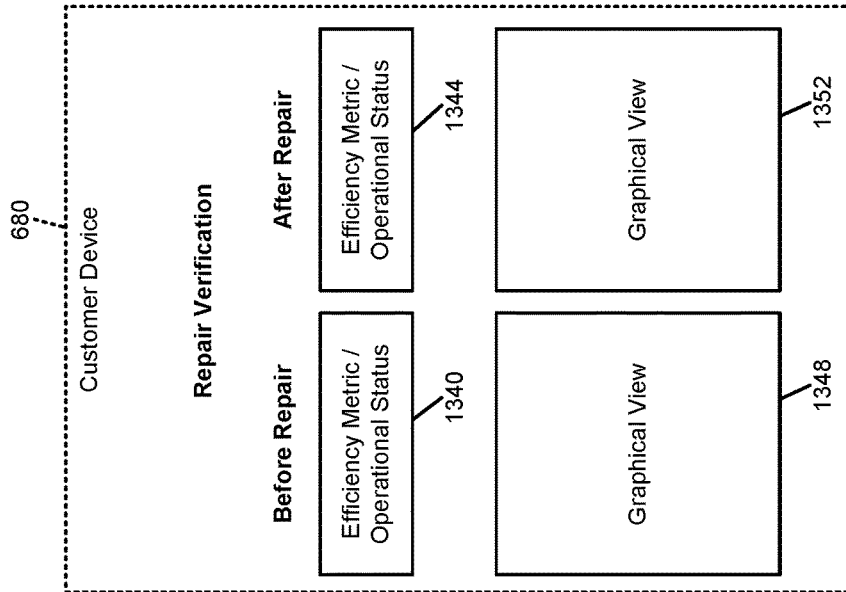 680
Customer Device
Repair Verification
Before Repair
After Repair
Efficiency Metric /
Operational Status
1340
Efficiency Metric /
Operational Status
1344
Graphical View
1348
Graphical View
1352